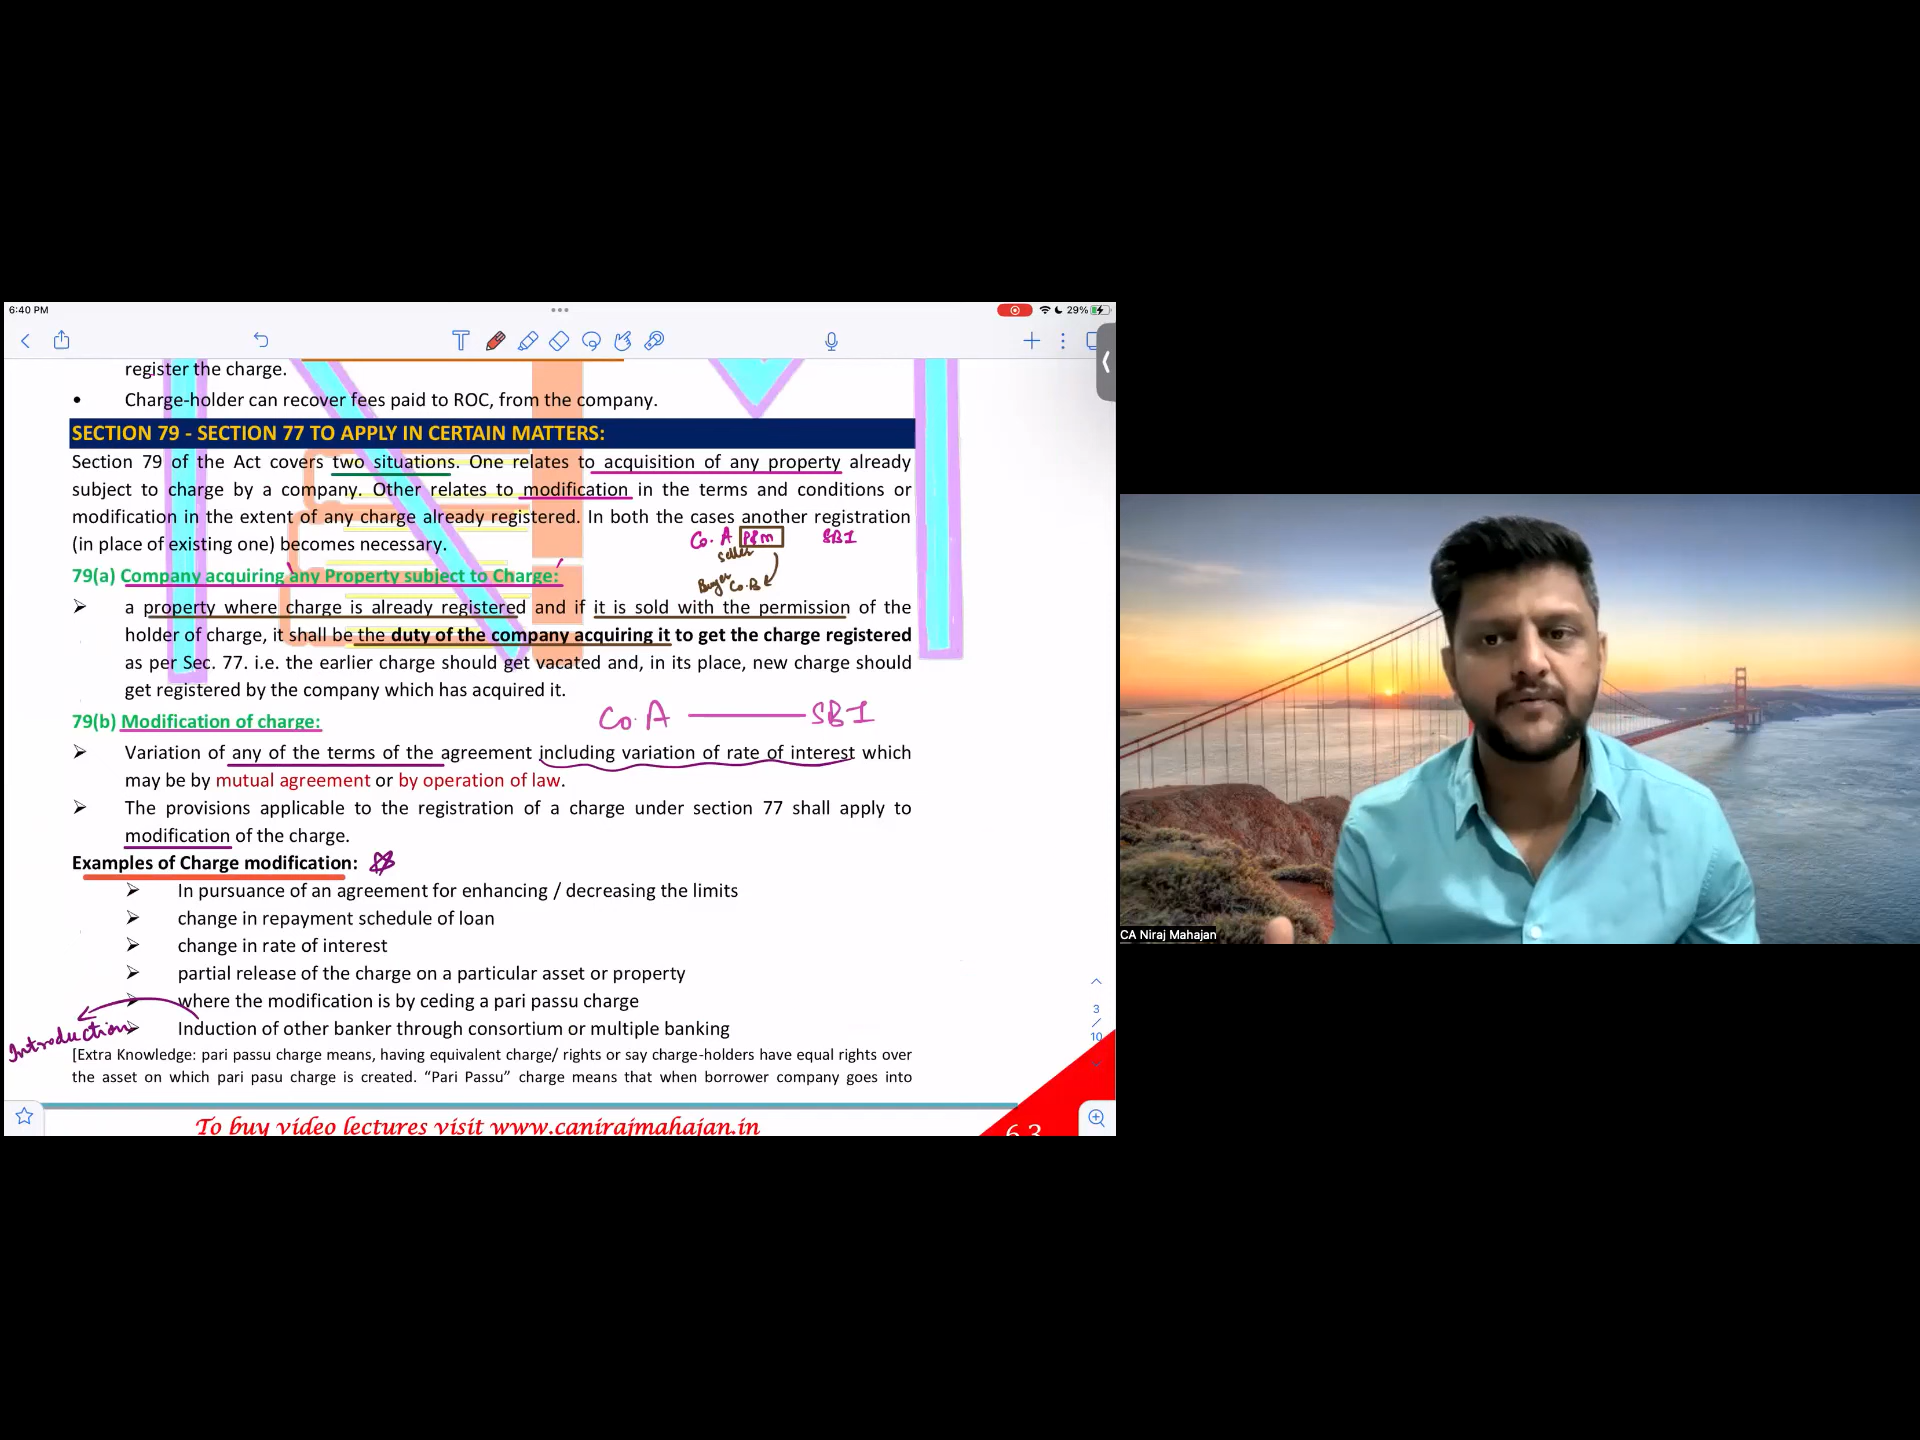 6:40 PM
29%
register the charge.
• Charge-holder can recover fees paid to ROC, from the company.
SECTION 79 - SECTION 77 TO APPLY IN CERTAIN MATTERS:
Section 79 of the Act covers two situations. One relates to acquisition of any property already
subject to charge by a company. Other relates to modification in the terms and conditions or
modification in the extent of any charge already registered. In both the cases another registration
(in place of existing one) becomes necessary.
Co. A P&M SBI
Seller
79(a) Company acquiring any Property subject to Charge:
Buyer Co.B
➢ a property where charge is already registered and if it is sold with the permission of the
holder of charge, it shall be the duty of the company acquiring it to get the charge registered
as per Sec. 77. i.e. the earlier charge should get vacated and, in its place, new charge should
get registered by the company which has acquired it.
79(b) Modification of charge:
Co. A SBI
➢ Variation of any of the terms of the agreement including variation of rate of interest which
may be by mutual agreement or by operation of law.
➢ The provisions applicable to the registration of a charge under section 77 shall apply to
modification of the charge.
Examples of Charge modification:
➢ In pursuance of an agreement for enhancing / decreasing the limits
➢ change in repayment schedule of loan
➢ change in rate of interest
➢ partial release of the charge on a particular asset or property
➢ where the modification is by ceding a pari passu charge
➢ Induction of other banker through consortium or multiple banking
Introduction
[Extra Knowledge: pari passu charge means, having equivalent charge/ rights or say charge-holders have equal rights over
the asset on which pari pasu charge is created. “Pari Passu” charge means that when borrower company goes into
To buy video lectures visit www.canirajmahajan.in
6.3
3
/
10
CA Niraj Mahajan